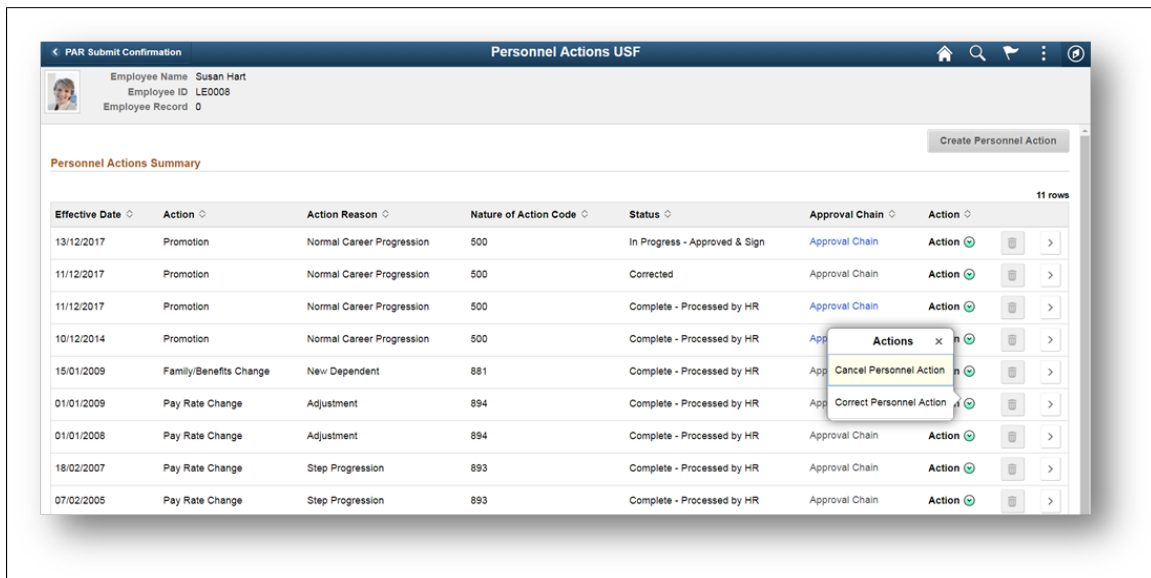 PAR Submit Confirmation Personnel Actions USF
Employee Name Susan Hart
Employee ID LE0008
Employee Record 0
Create Personnel Action
Personnel Actions Summary
11 rows
Effective Date Action Action Reason Nature of Action Code Status Approval Chain Action
13/12/2017 Promotion Normal Career Progression 500 In Progress - Approved & Sign Approval Chain Action
11/12/2017 Promotion Normal Career Progression 500 Corrected Approval Chain Action
11/12/2017 Promotion Normal Career Progression 500 Complete - Processed by HR Approval Chain Action
10/12/2014 Promotion Normal Career Progression 500 Complete - Processed by HR App n
Actions ×
15/01/2009 Family/Benefits Change New Dependent 881 Complete - Processed by HR App n
Cancel Personnel Action
01/01/2009 Pay Rate Change Adjustment 894 Complete - Processed by HR App n
Correct Personnel Action
01/01/2008 Pay Rate Change Adjustment 894 Complete - Processed by HR Approval Chain Action
18/02/2007 Pay Rate Change Step Progression 893 Complete - Processed by HR Approval Chain Action
07/02/2005 Pay Rate Change Step Progression 893 Complete - Processed by HR Approval Chain Action